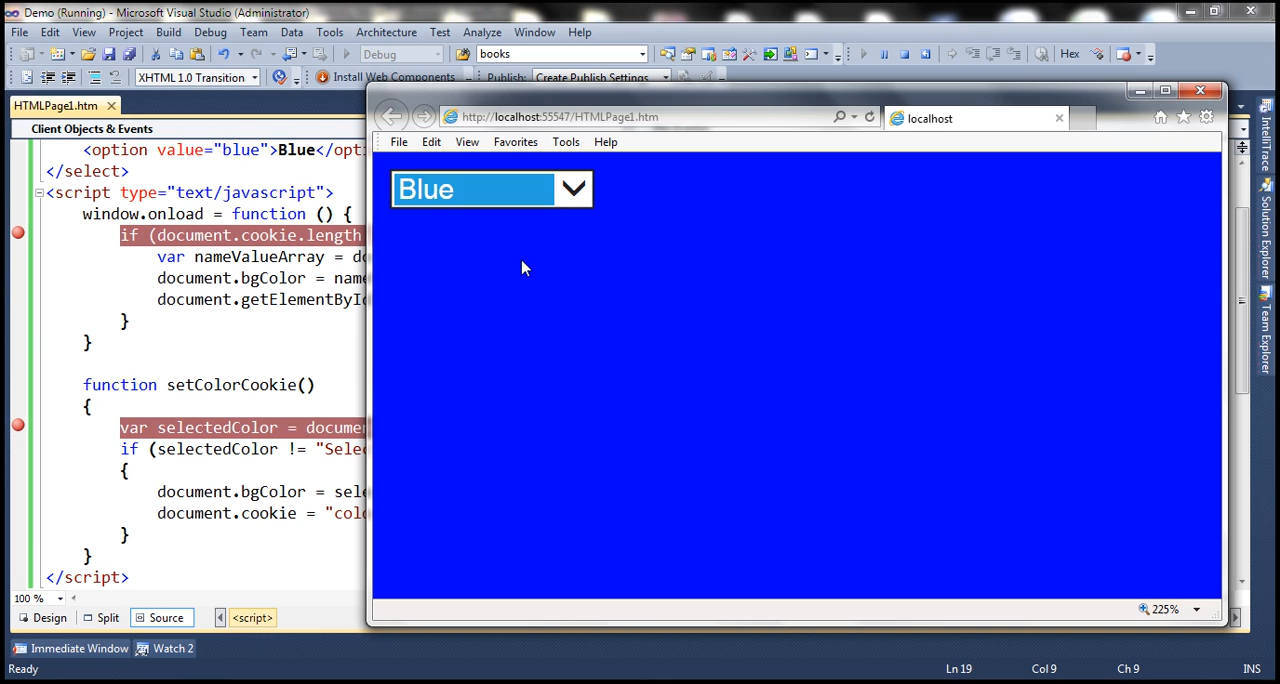 Demo (Running) - Microsoft Visual Studio (Administrator)
File Edit View Project Build Debug Team Data Tools Architecture Test Analyze Window Help
Debug books Hex
XHTML 1.0 Transition Install Web Components Publish: Create Publish Settings
HTMLPage1.htm
Client Objects & Events
<option value="blue">Blue</opti
</select>
<script type="text/javascript">
window.onload = function () {
if (document.cookie.length
var nameValueArray = do
document.bgColor = name
document.getElementById
}
}
function setColorCookie()
{
var selectedColor = documen
if (selectedColor != "Selec
{
document.bgColor = sele
document.cookie = "colo
}
}
</script>
100 %
Design Split Source <script>
Immediate Window Watch 2
Ready Ln 19 Col 9 Ch 9 INS
http://localhost:55547/HTMLPage1.htm
localhost
File Edit View Favorites Tools Help
Blue
225%
IntelliTrace
Solution Explorer
Team Explorer